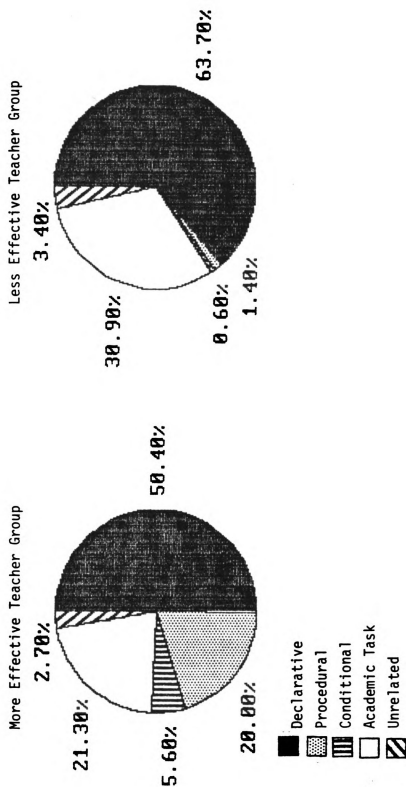 More Effective Teacher Group
2.70%
21.30%
5.60%
20.00%
50.40%
Less Effective Teacher Group
3.40%
30.90%
0.60%
1.40%
63.70%
Declarative
Procedural
Conditional
Academic Task
Unrelated